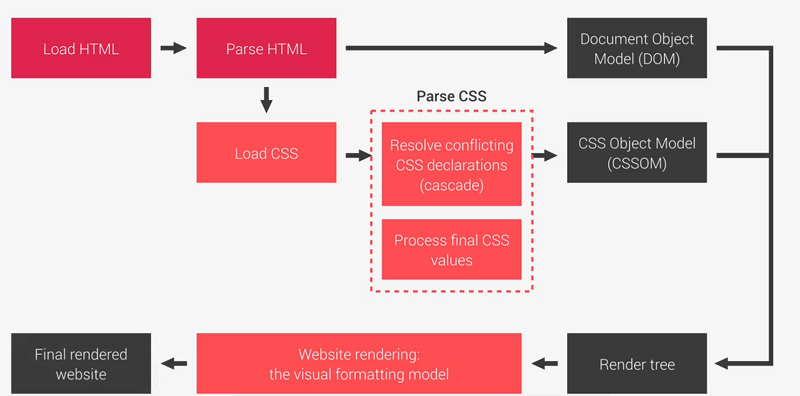 Load HTML
Parse HTML
Document Object
Model (DOM)
Parse CSS
Load CSS
Resolve conflicting
CSS declarations
(cascade)
CSS Object Model
(CSSOM)
Process final CSS
values
Final rendered
website
Website rendering:
the visual formatting model
Render tree